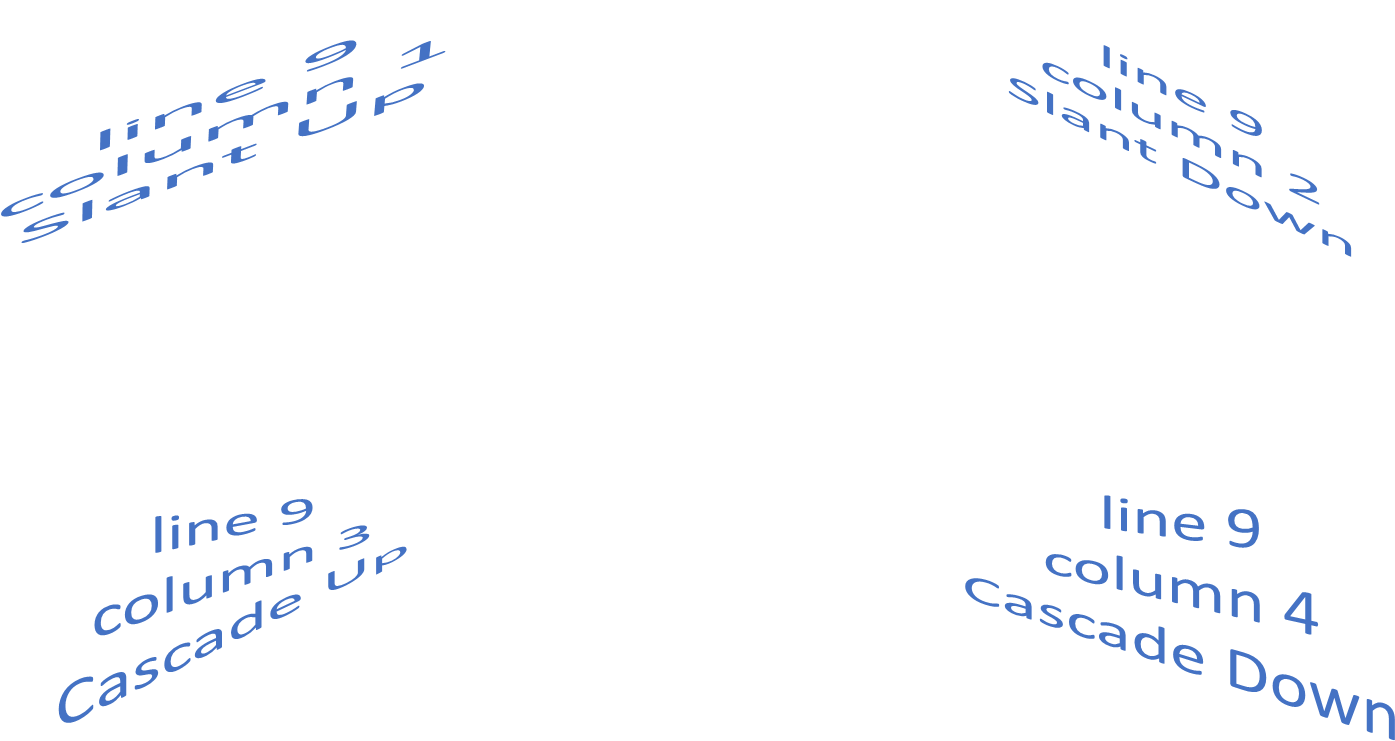 line 9
column 1
Slant Up
line 9
column 2
Slant Down
line 9
column 3
Cascade Up
line 9
column 4
Cascade Down